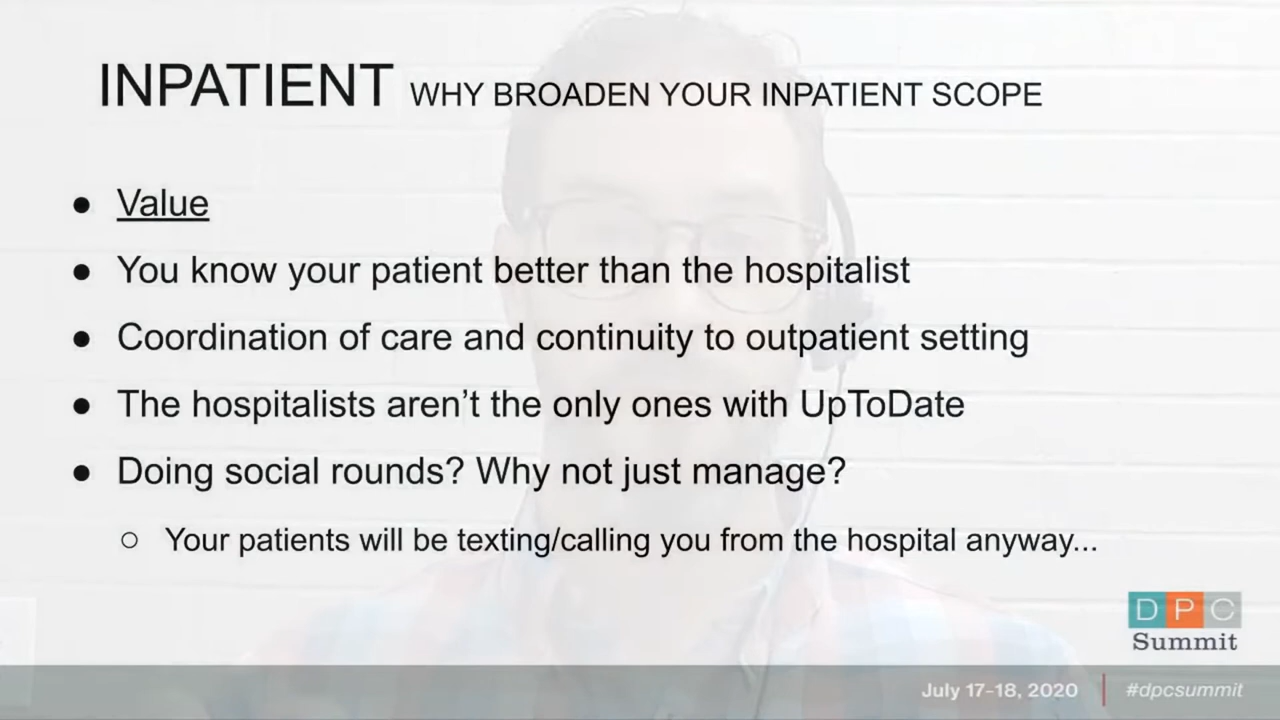 INPATIENT WHY BROADEN YOUR INPATIENT SCOPE
● Value
● You know your patient better than the hospitalist
● Coordination of care and continuity to outpatient setting
● The hospitalists aren’t the only ones with UpToDate
● Doing social rounds? Why not just manage?
○ Your patients will be texting/calling you from the hospital anyway...
DPC
Summit
July 17-18, 2020 #dpcsummit